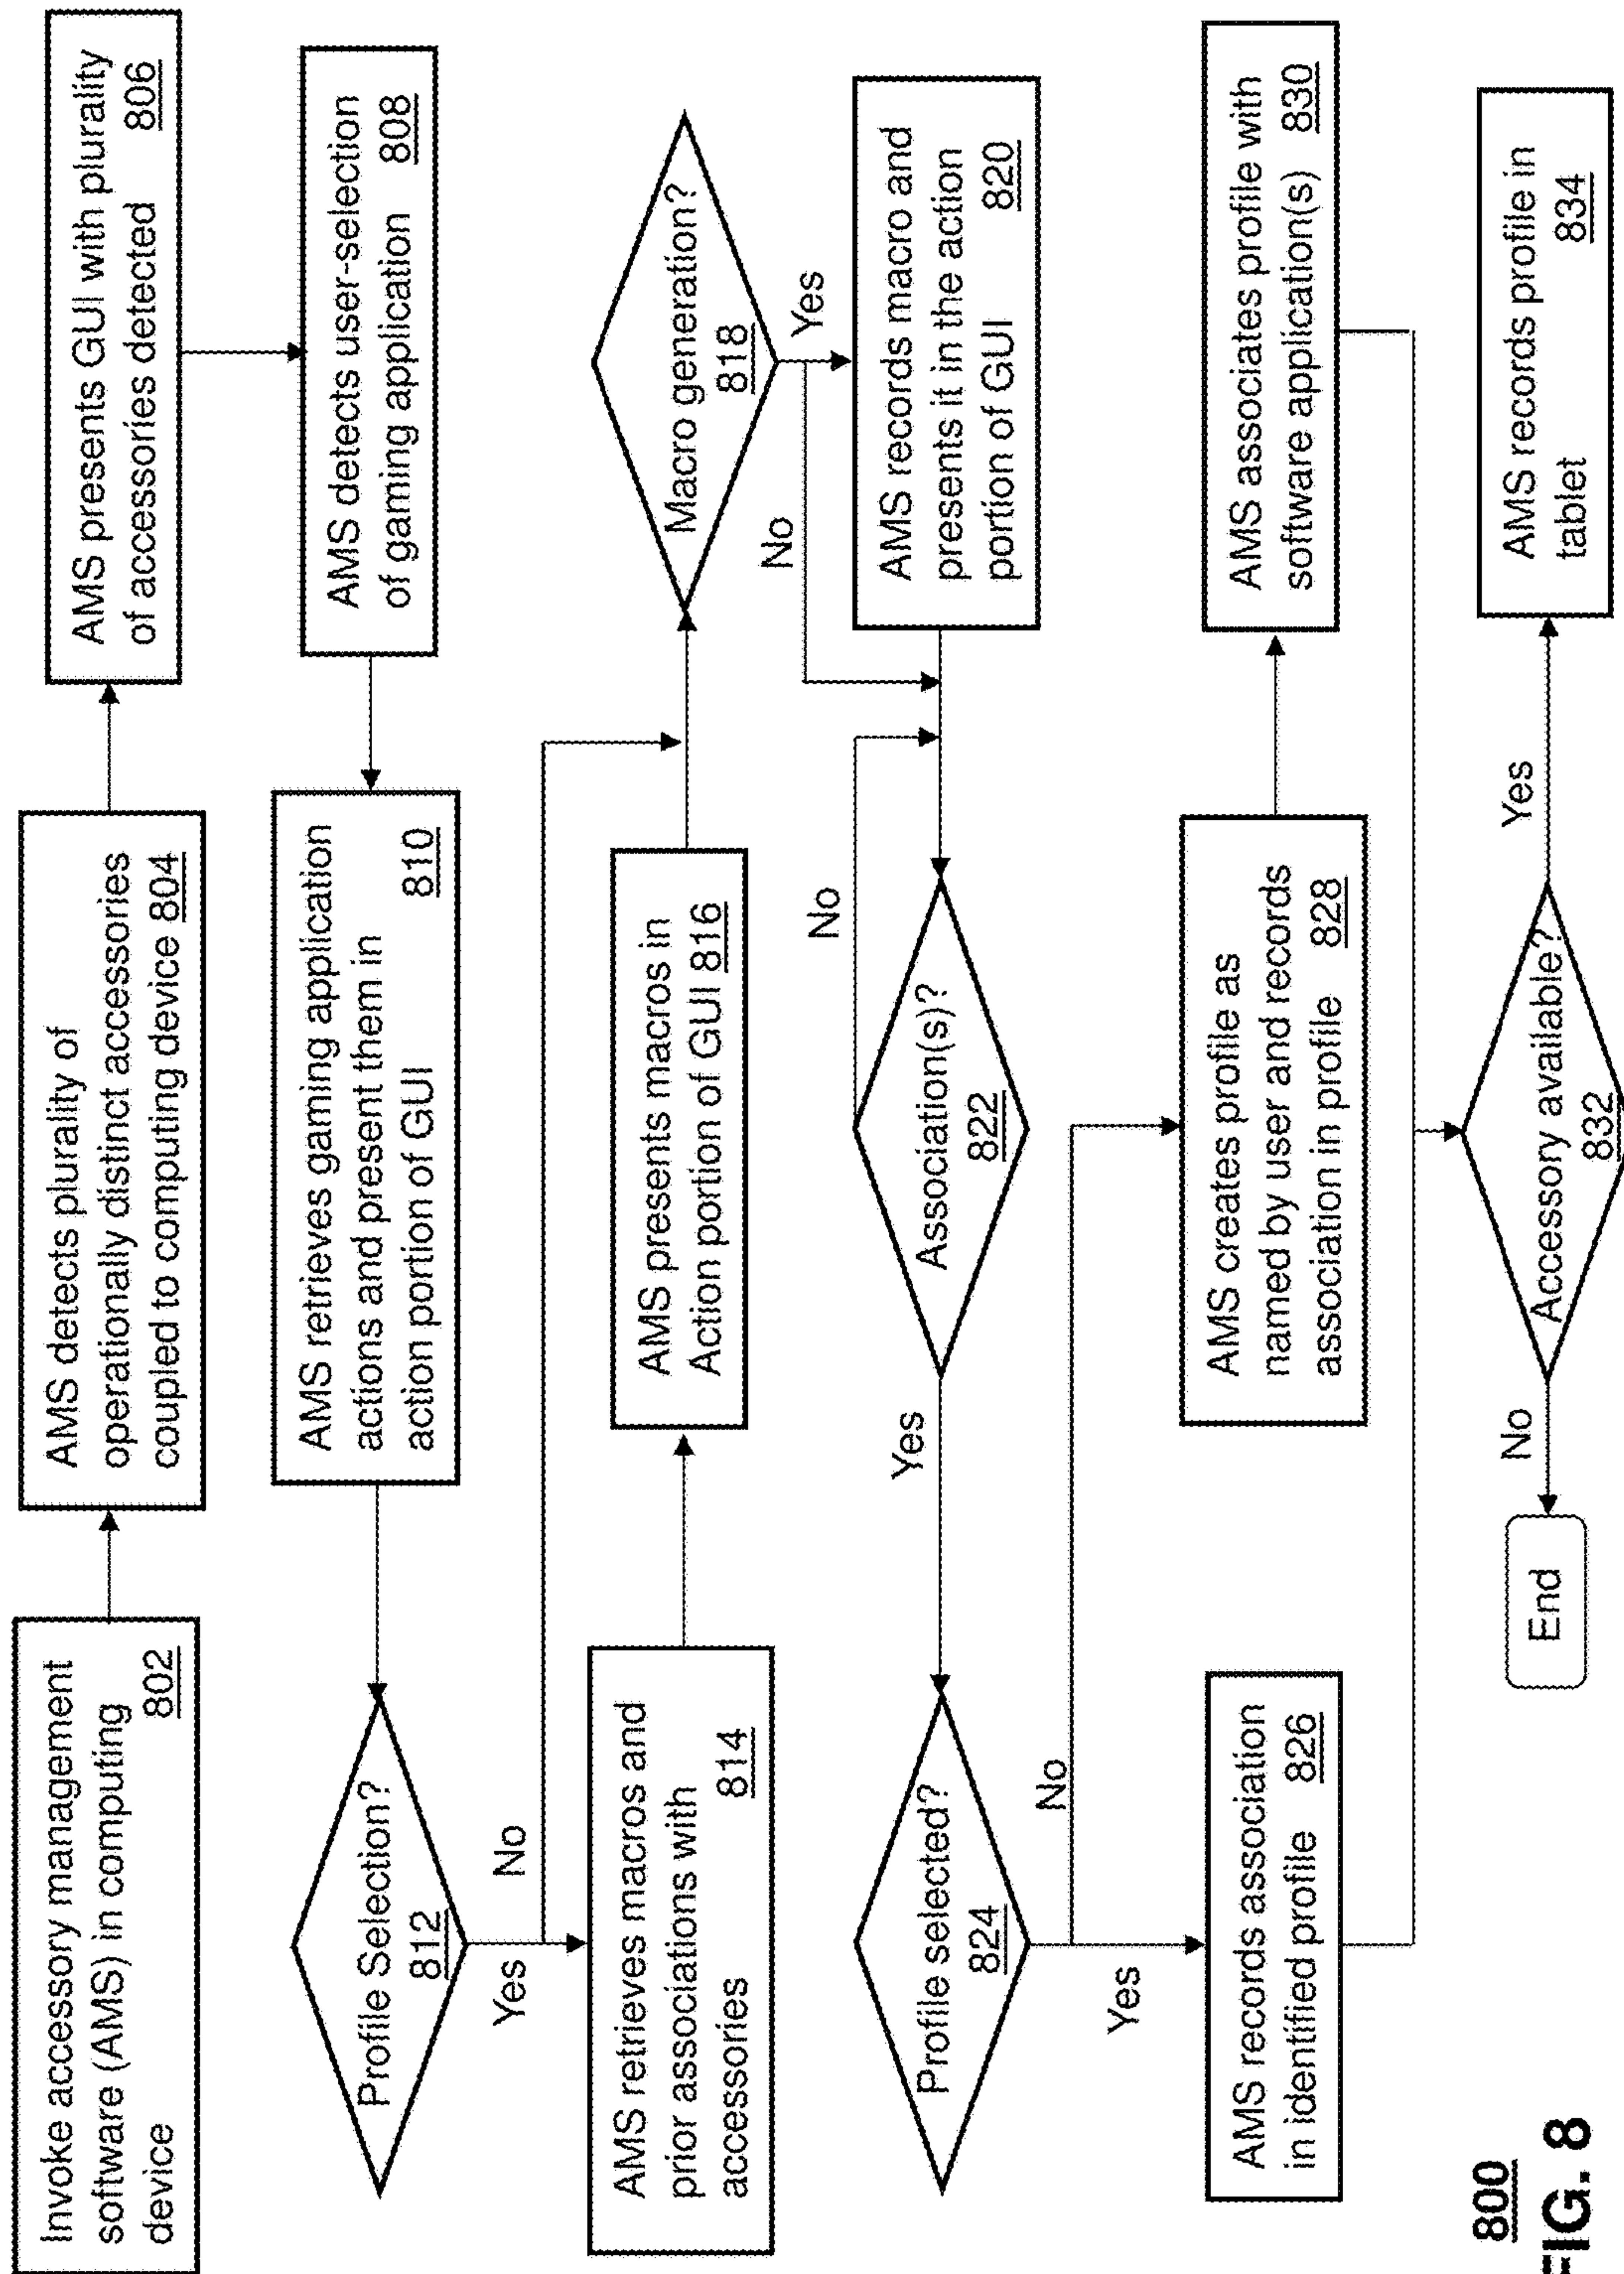 Invoke accessory management
software (AMS) in computing
device 802
AMS detects plurality of
operationally distinct accessories
coupled to computing device 804
AMS presents GUI with plurality
of accessories detected 806
AMS detects user-selection
of gaming application 808
AMS retrieves gaming application
actions and present them in
action portion of GUI 810
Profile Selection?
812
No
Yes
AMS retrieves macros and
prior associations with
accessories 814
AMS presents macros in
Action portion of GUI 816
Macro generation?
818
No
Yes
AMS records macro and
presents it in the action
portion of GUI 820
Association(s)?
822
No
Yes
Profile selected?
824
No
Yes
AMS records association
in identified profile 826
AMS creates profile as
named by user and records
association in profile 828
AMS associates profile with
software application(s) 830
Accessory available?
832
No
Yes
End
AMS records profile in
tablet 834
800
FIG. 8